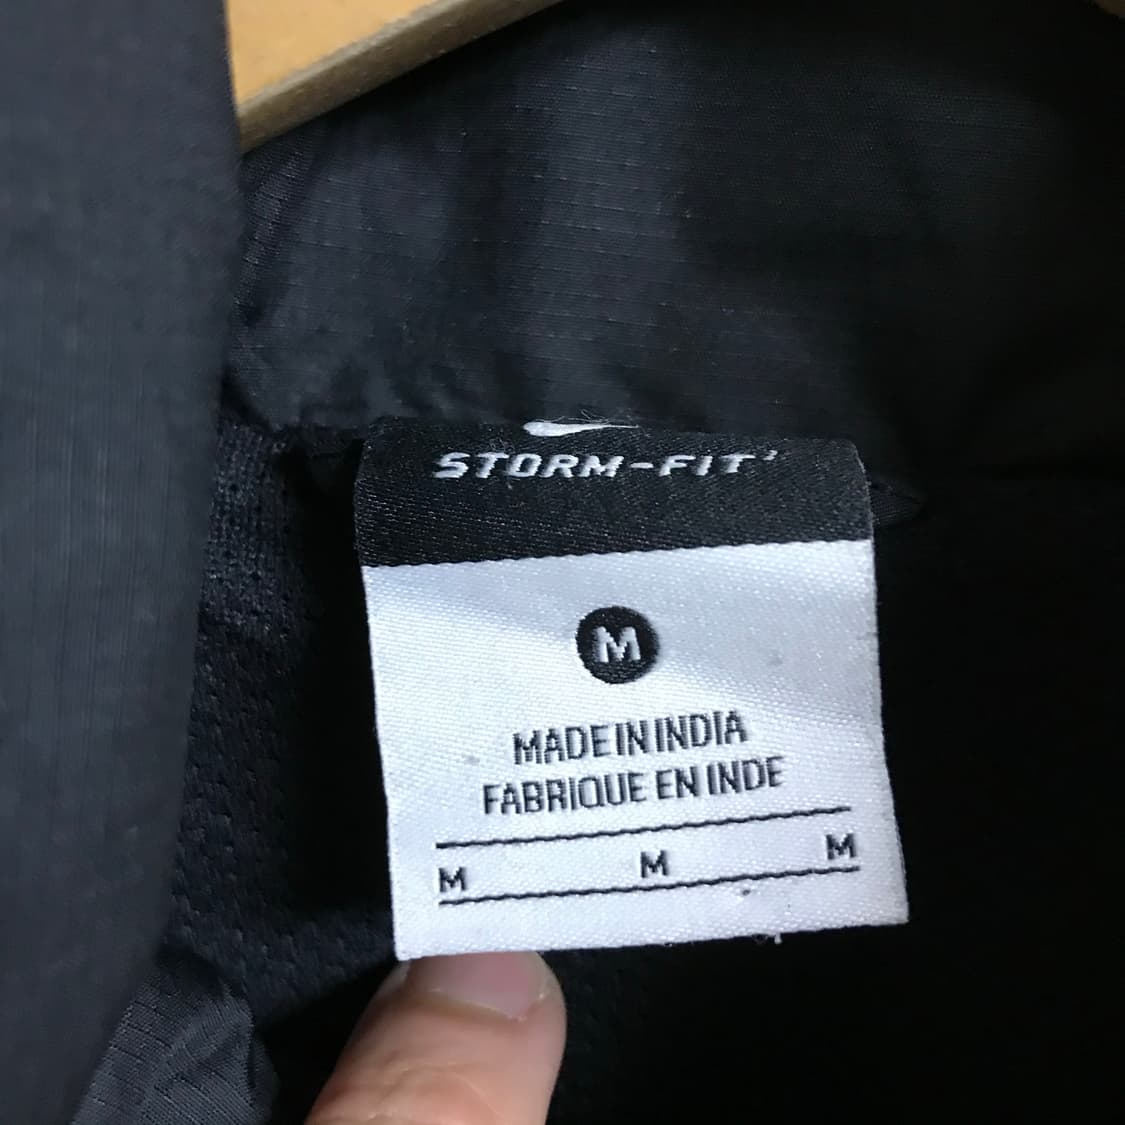 STORM-FIT
M
MADE IN INDIA
FABRIQUE EN INDE
M M M